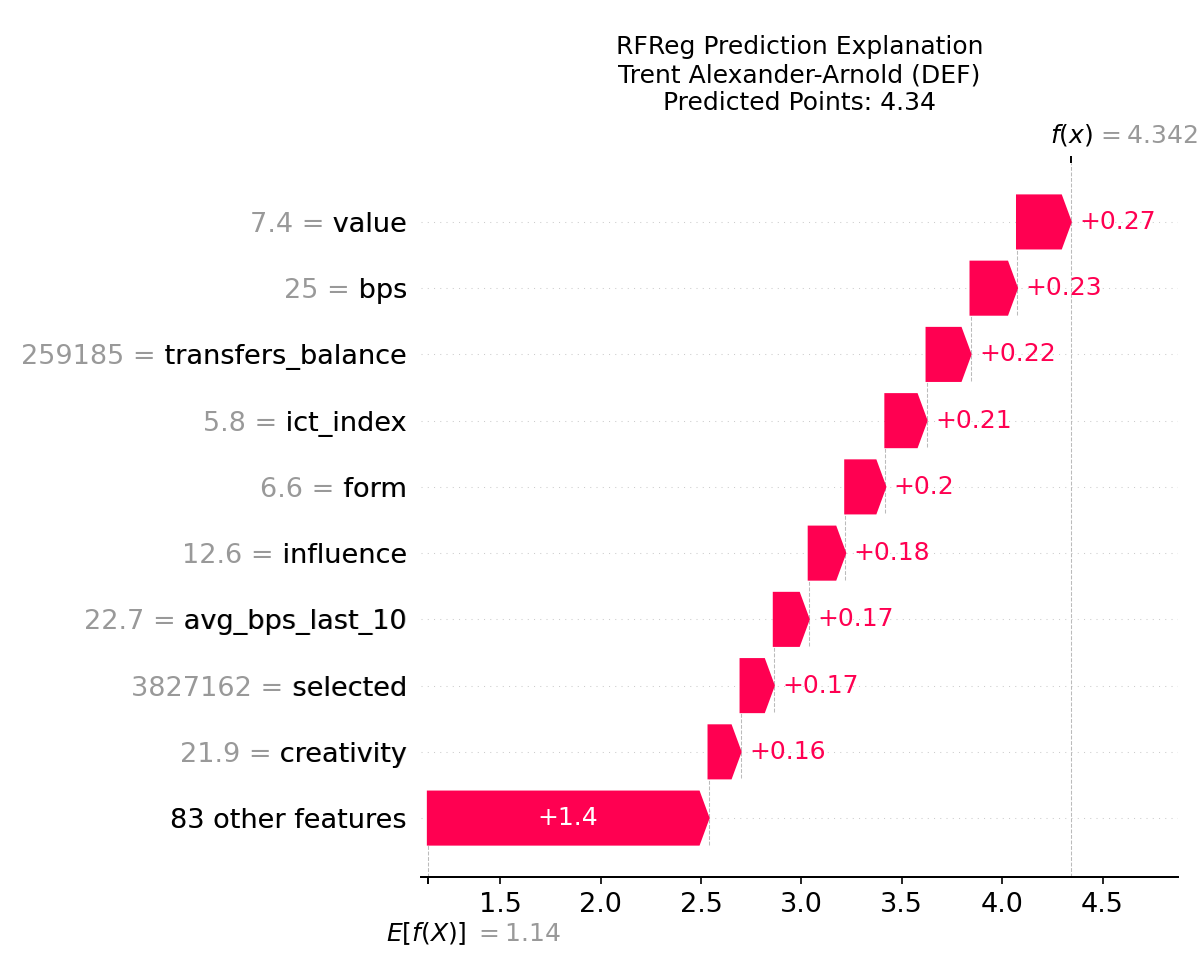 RFReg Prediction Explanation
Trent Alexander-Arnold (DEF)
Predicted Points: 4.34
f(x) = 4.342
7.4 = value
+0.27
25 = bps
+0.23
259185 = transfers_balance
+0.22
5.8 = ict_index
+0.21
6.6 = form
+0.2
12.6 = influence
+0.18
22.7 = avg_bps_last_10
+0.17
3827162 = selected
+0.17
21.9 = creativity
+0.16
83 other features
+1.4
1.5 2.0 2.5 3.0 3.5 4.0 4.5
E[f(X)] = 1.14